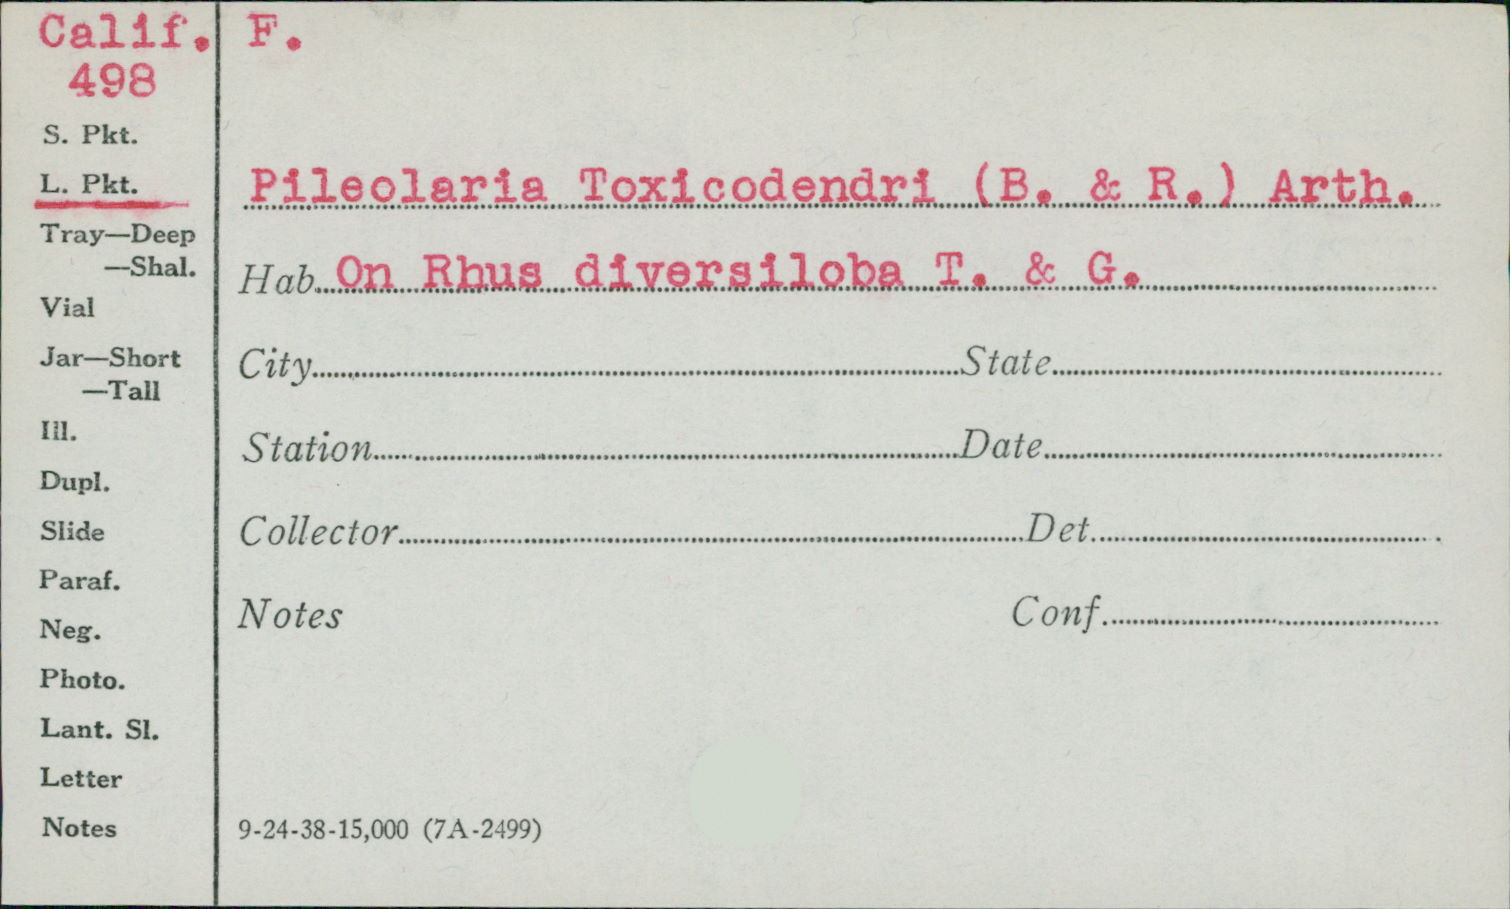 Calif.
498
S. Pkt.
L. Pkt.
Tray—Deep
—Shal.
Vial
Jar—Short
—Tall
Ill.
Dupl.
Slide
Paraf.
Neg.
Photo.
Lant. Sl.
Letter
Notes
F.
Pileolaria Toxicodendri (B. & R.) Arth.
Hab. On Rhus diversiloba T. & G.
City State
Station Date
Collector Det.
Notes Conf.
9-24-38-15,000 (7A-2499)